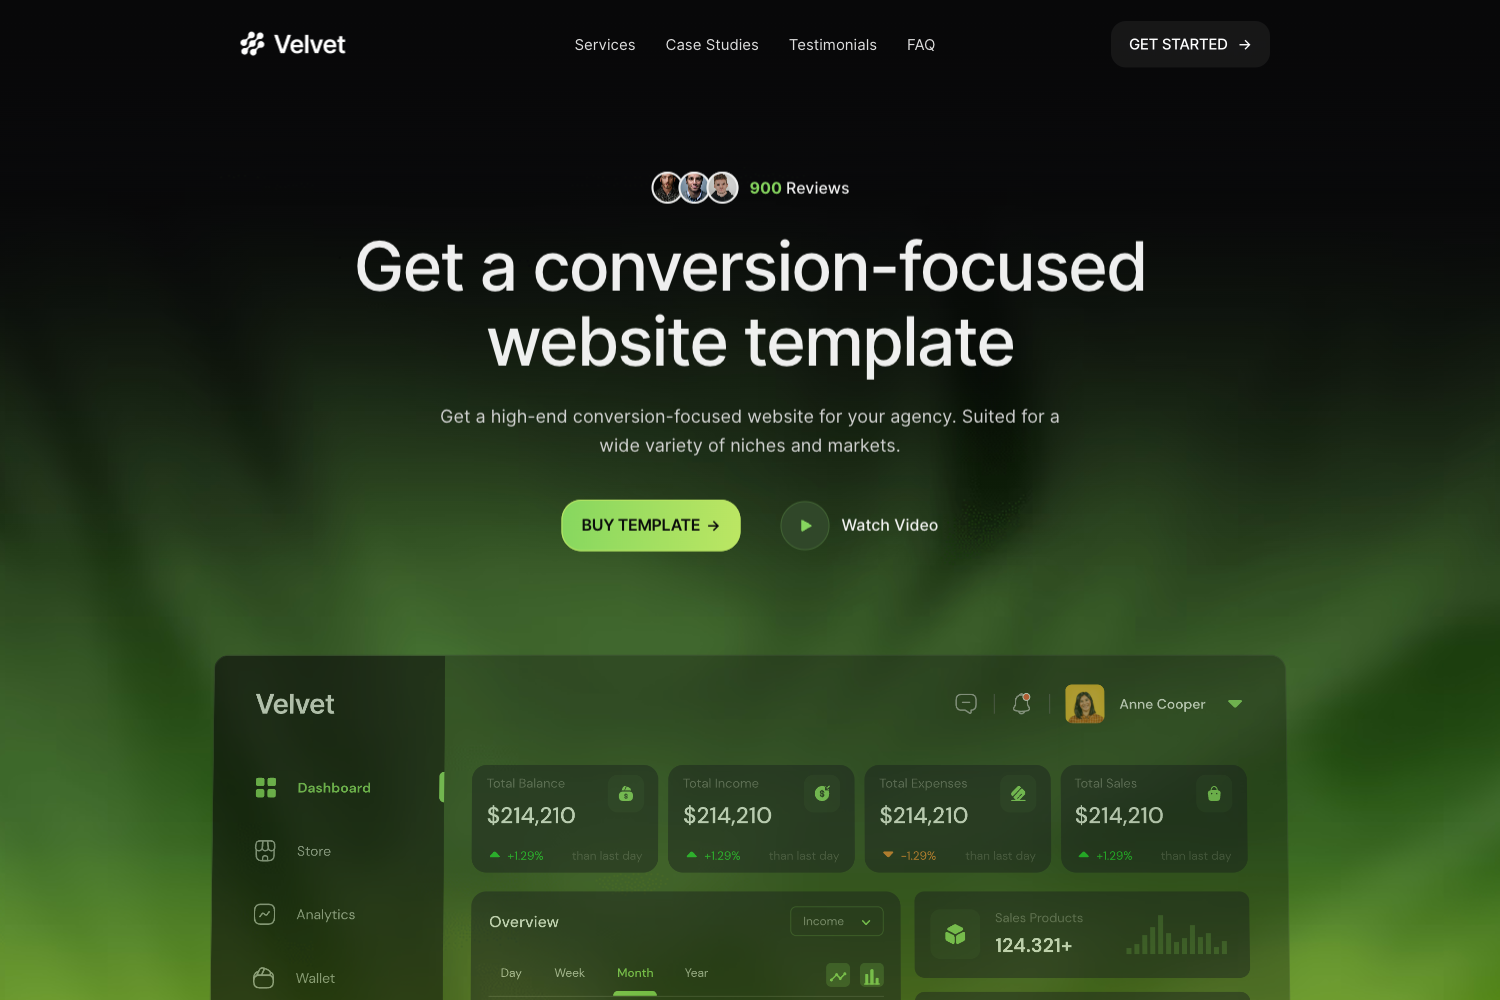 Velvet
Services
Case Studies
Testimonials
FAQ
GET STARTED
900 Reviews
Get a conversion-focused
website template
Get a high-end conversion-focused website for your agency. Suited for a
wide variety of niches and markets.
BUY TEMPLATE
Watch Video
Velvet
Anne Cooper
Dashboard
Store
Analytics
Wallet
Total Balance
$214,210
+1.29%
than last day
Total Income
$214,210
+1.29%
than last day
Total Expenses
$214,210
-1.29%
than last day
Total Sales
$214,210
+1.29%
than last day
Overview
Income
Day
Week
Month
Year
Sales Products
124.321+